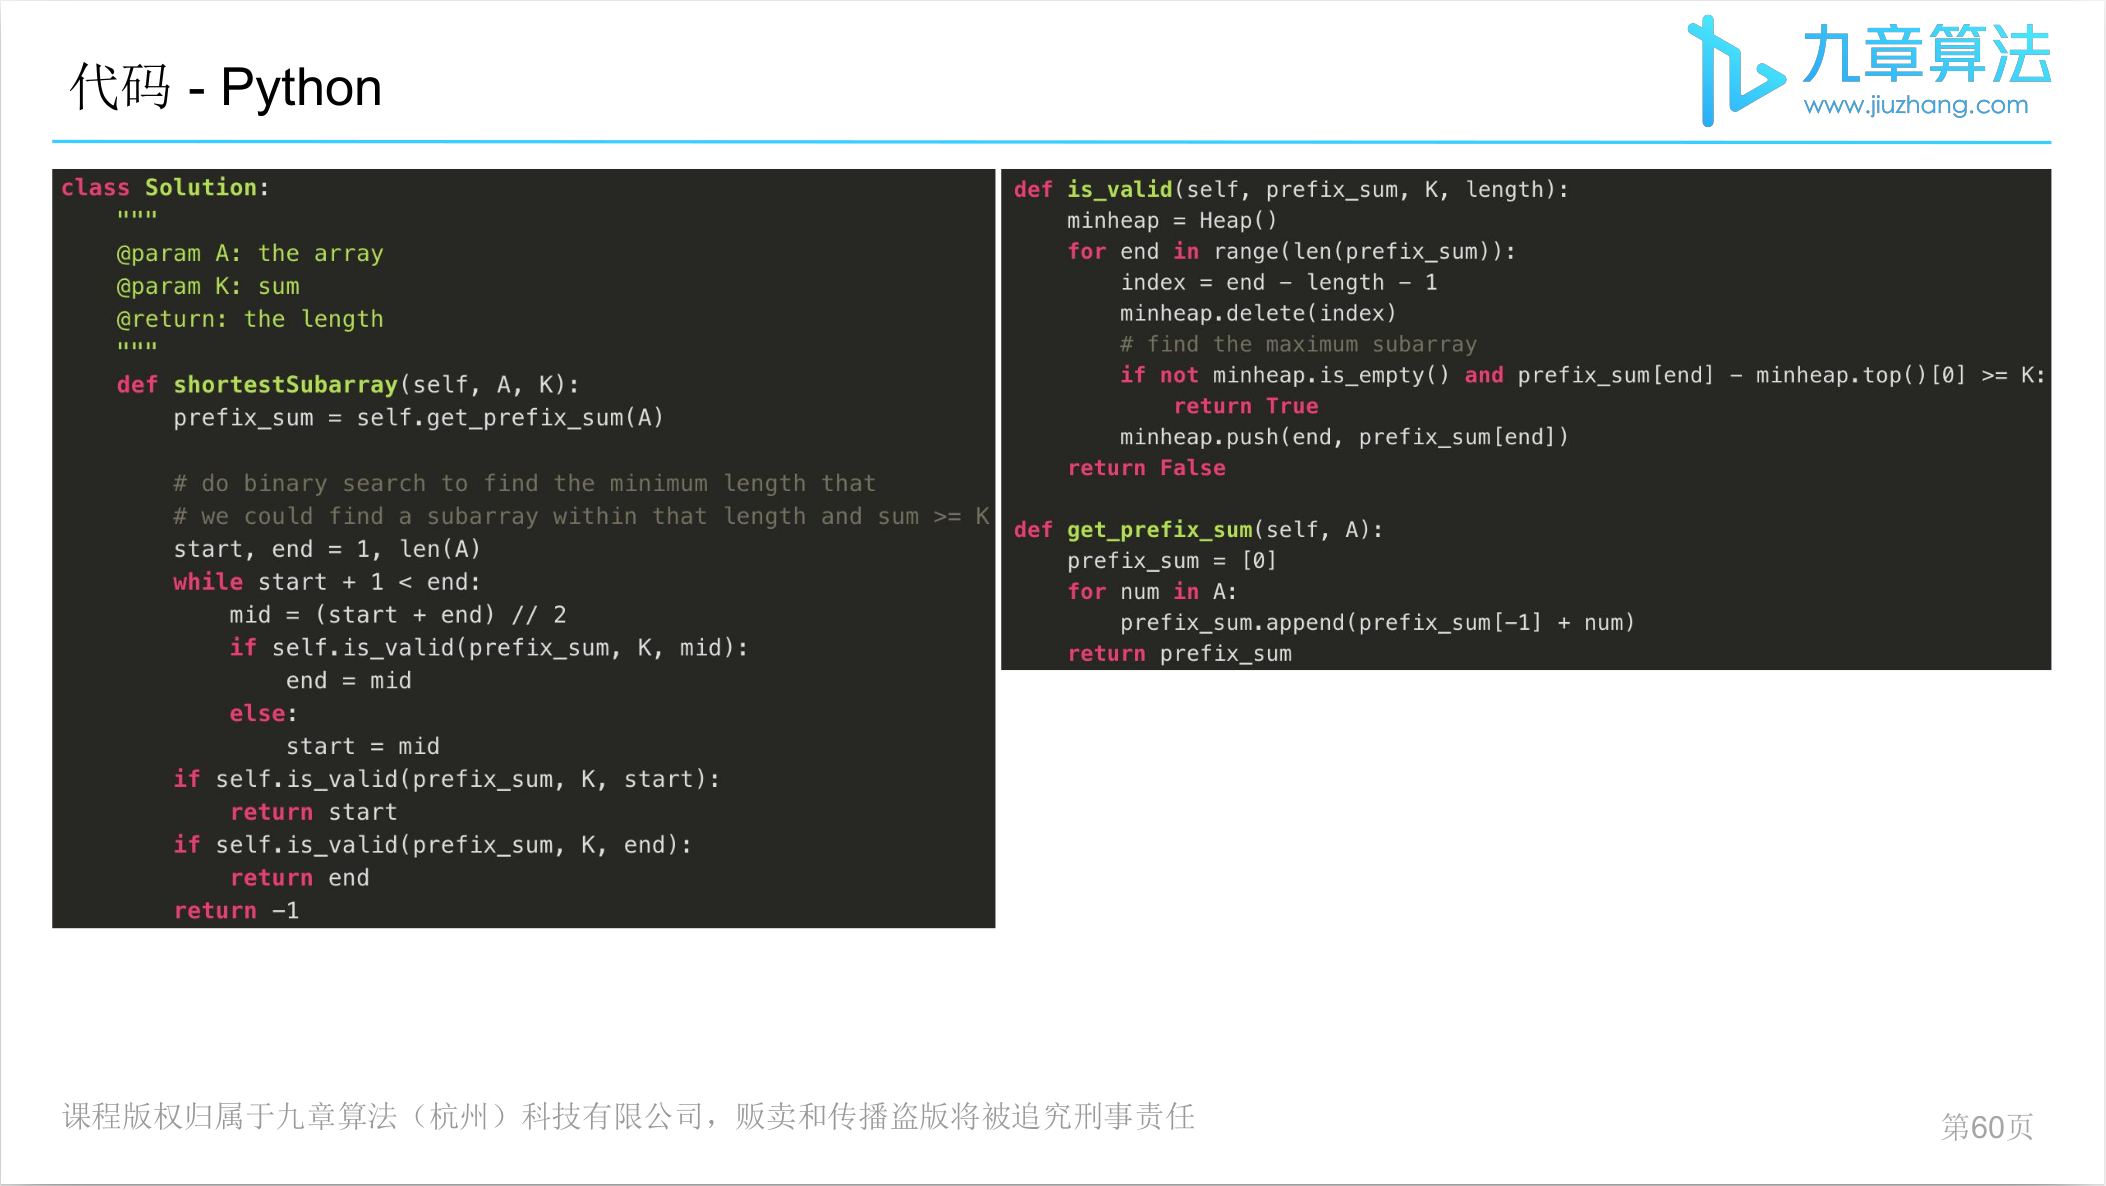 代码 - Python
九章算法
www.jiuzhang.com
class Solution:
    """
    @param A: the array
    @param K: sum
    @return: the length
    """
    def shortestSubarray(self, A, K):
        prefix_sum = self.get_prefix_sum(A)

        # do binary search to find the minimum length that
        # we could find a subarray within that length and sum >= K
        start, end = 1, len(A)
        while start + 1 < end:
            mid = (start + end) // 2
            if self.is_valid(prefix_sum, K, mid):
                end = mid
            else:
                start = mid
        if self.is_valid(prefix_sum, K, start):
            return start
        if self.is_valid(prefix_sum, K, end):
            return end
        return -1
def is_valid(self, prefix_sum, K, length):
    minheap = Heap()
    for end in range(len(prefix_sum)):
        index = end - length - 1
        minheap.delete(index)
        # find the maximum subarray
        if not minheap.is_empty() and prefix_sum[end] - minheap.top()[0] >= K:
            return True
        minheap.push(end, prefix_sum[end])
    return False

def get_prefix_sum(self, A):
    prefix_sum = [0]
    for num in A:
        prefix_sum.append(prefix_sum[-1] + num)
    return prefix_sum
课程版权归属于九章算法（杭州）科技有限公司，贩卖和传播盗版将被追究刑事责任
第60页